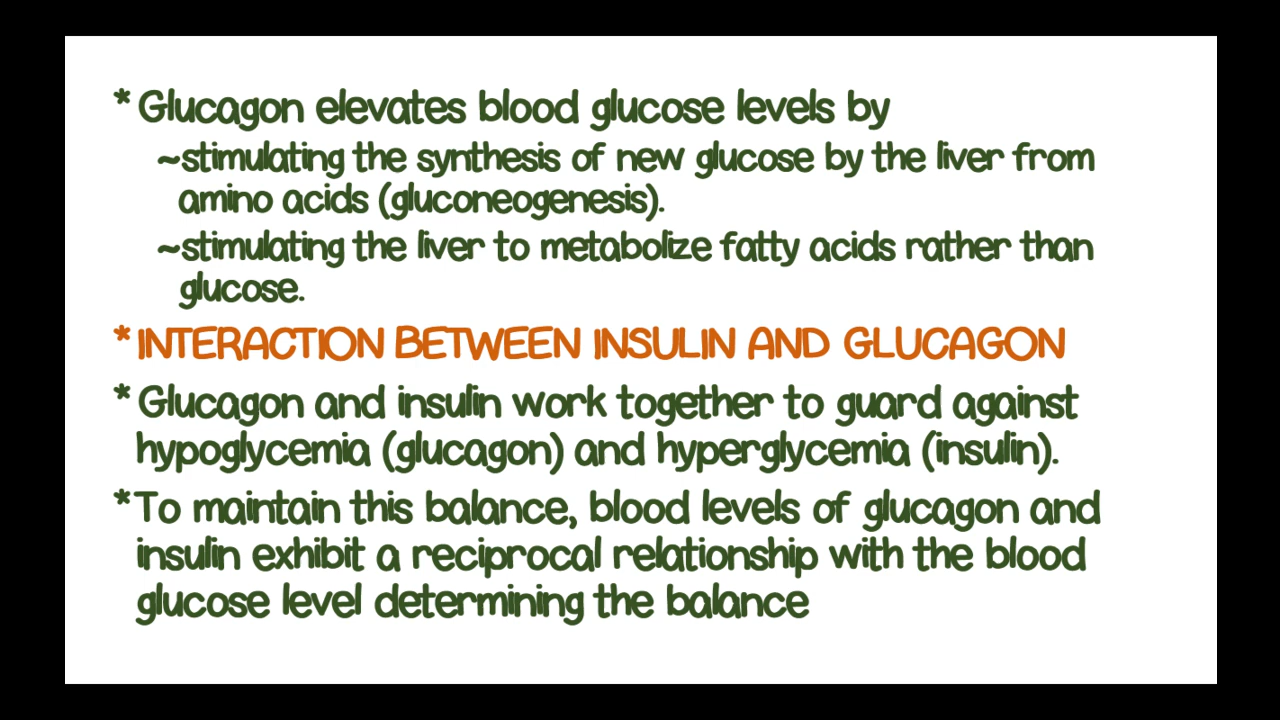 * Glucagon elevates blood glucose levels by
~stimulating the synthesis of new glucose by the liver from
amino acids (gluconeogenesis).
~stimulating the liver to metabolize fatty acids rather than
glucose.
* INTERACTION BETWEEN INSULIN AND GLUCAGON
* Glucagon and insulin work together to guard against
hypoglycemia (glucagon) and hyperglycemia (insulin).
*To maintain this balance, blood levels of glucagon and
insulin exhibit a reciprocal relationship with the blood
glucose level determining the balance